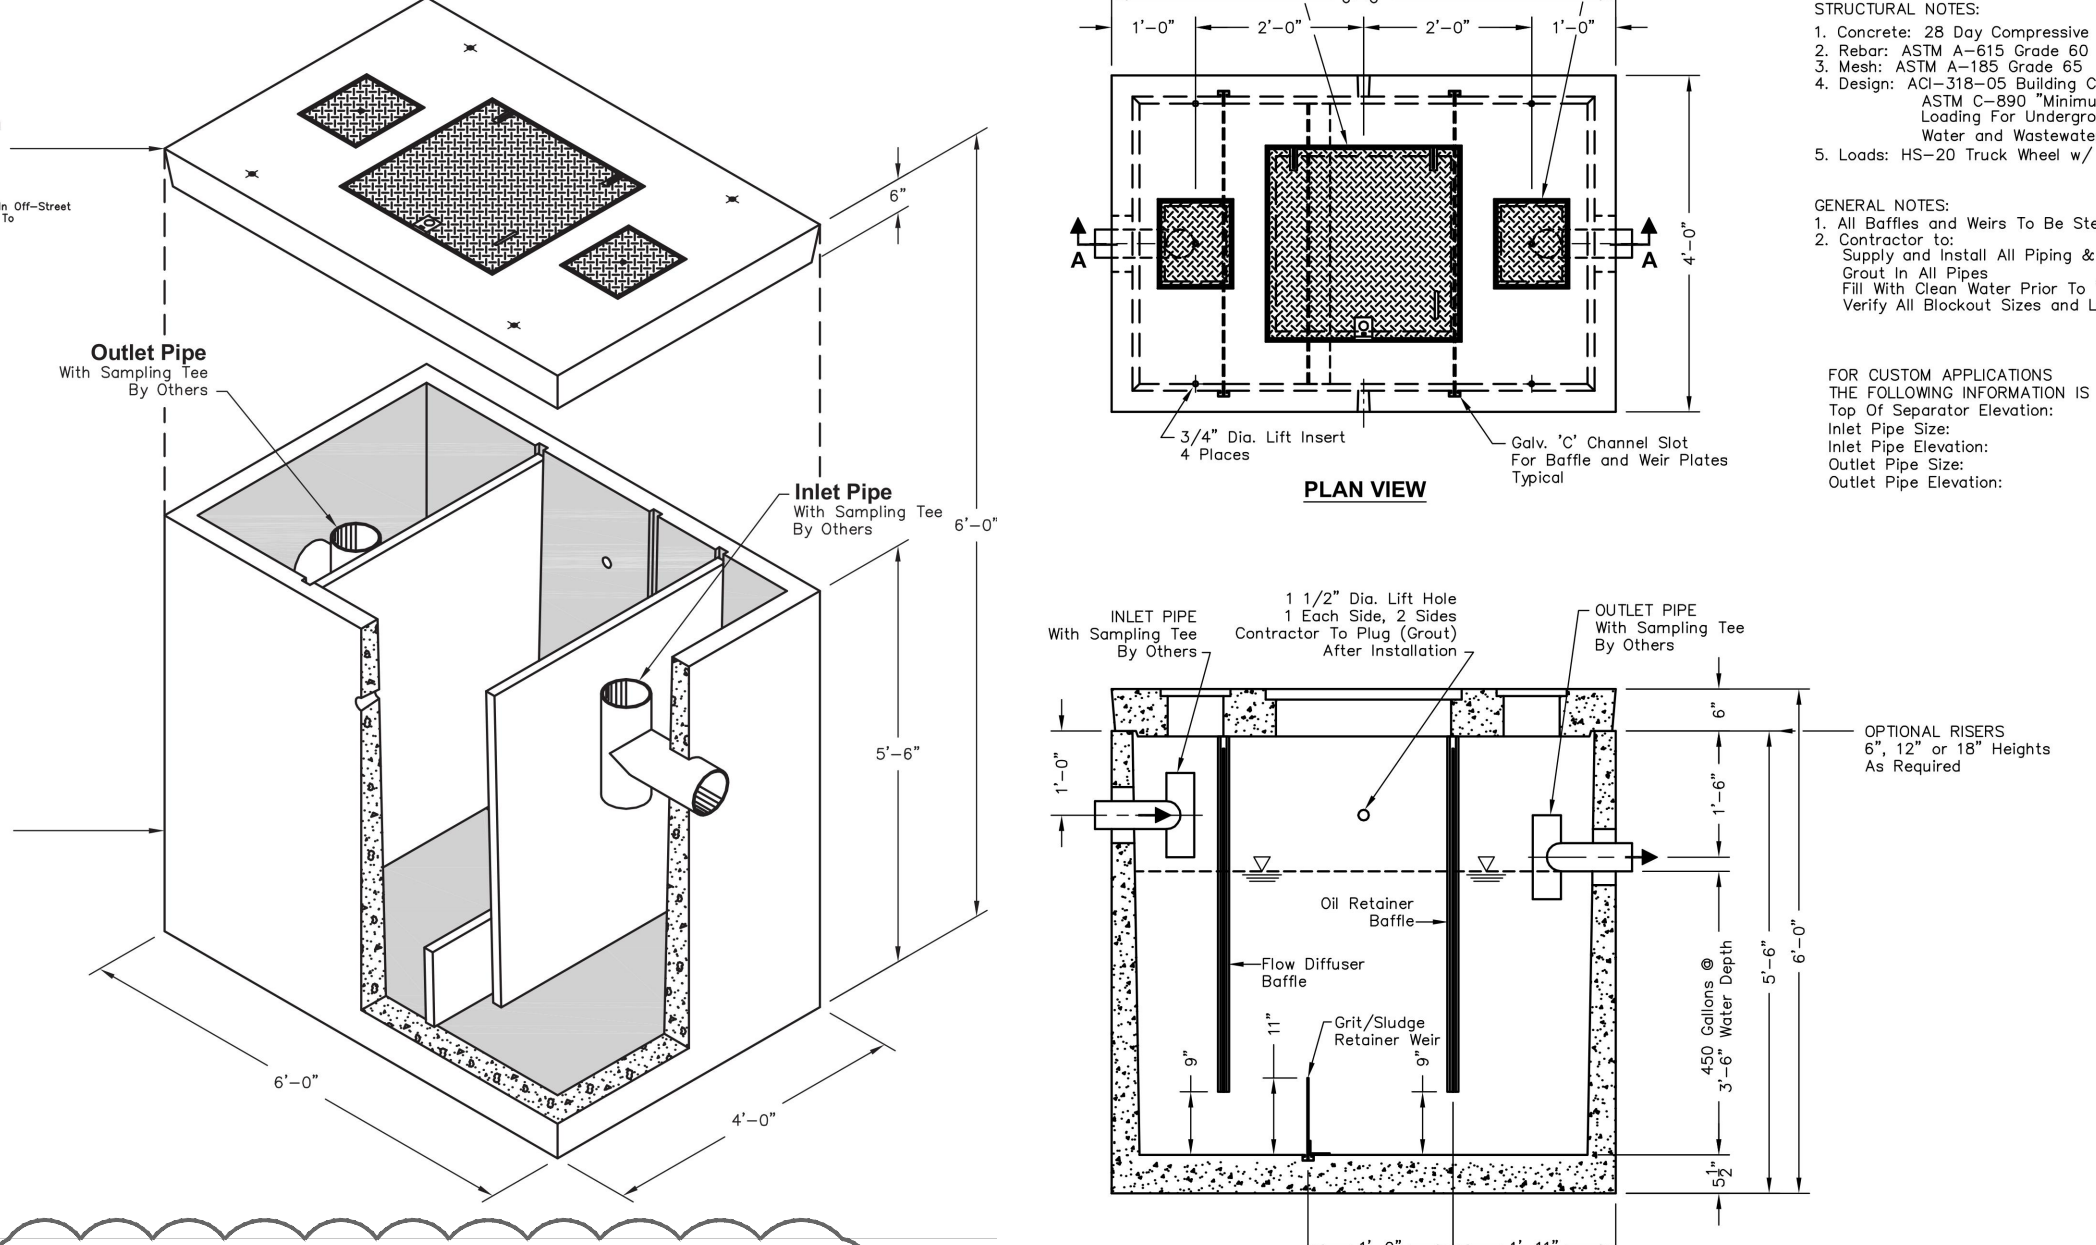 n Off-Street
To
6"
Outlet Pipe
With Sampling Tee
By Others
Inlet Pipe
With Sampling Tee
By Others
6'-0"
5'-6"
6'-0"
4'-0"
1'-0"
2'-0"
2'-0"
1'-0"
4'-0"
A
A
3/4" Dia. Lift Insert
4 Places
Galv. 'C' Channel Slot
For Baffle and Weir Plates
Typical
PLAN VIEW
STRUCTURAL NOTES:
1. Concrete: 28 Day Compressive
2. Rebar: ASTM A-615 Grade 60
3. Mesh: ASTM A-185 Grade 65
4. Design: ACI-318-05 Building C
ASTM C-890 "Minimu
Loading For Undergro
Water and Wastewate
5. Loads: HS-20 Truck Wheel w/
GENERAL NOTES:
1. All Baffles and Weirs To Be Ste
2. Contractor to:
Supply and Install All Piping &
Grout In All Pipes
Fill With Clean Water Prior To
Verify All Blockout Sizes and L
FOR CUSTOM APPLICATIONS
THE FOLLOWING INFORMATION IS
Top Of Separator Elevation:
Inlet Pipe Size:
Inlet Pipe Elevation:
Outlet Pipe Size:
Outlet Pipe Elevation:
INLET PIPE
With Sampling Tee
By Others
1 1/2" Dia. Lift Hole
1 Each Side, 2 Sides
Contractor To Plug (Grout)
After Installation
OUTLET PIPE
With Sampling Tee
By Others
OPTIONAL RISERS
6", 12" or 18" Heights
As Required
1'-0"
6"
1'-6"
Oil Retainer
Baffle
Flow Diffuser
Baffle
Grit/Sludge
Retainer Weir
9"
11"
9"
450 Gallons @
3'-6" Water Depth
5'-6"
6'-0"
5 1/2"